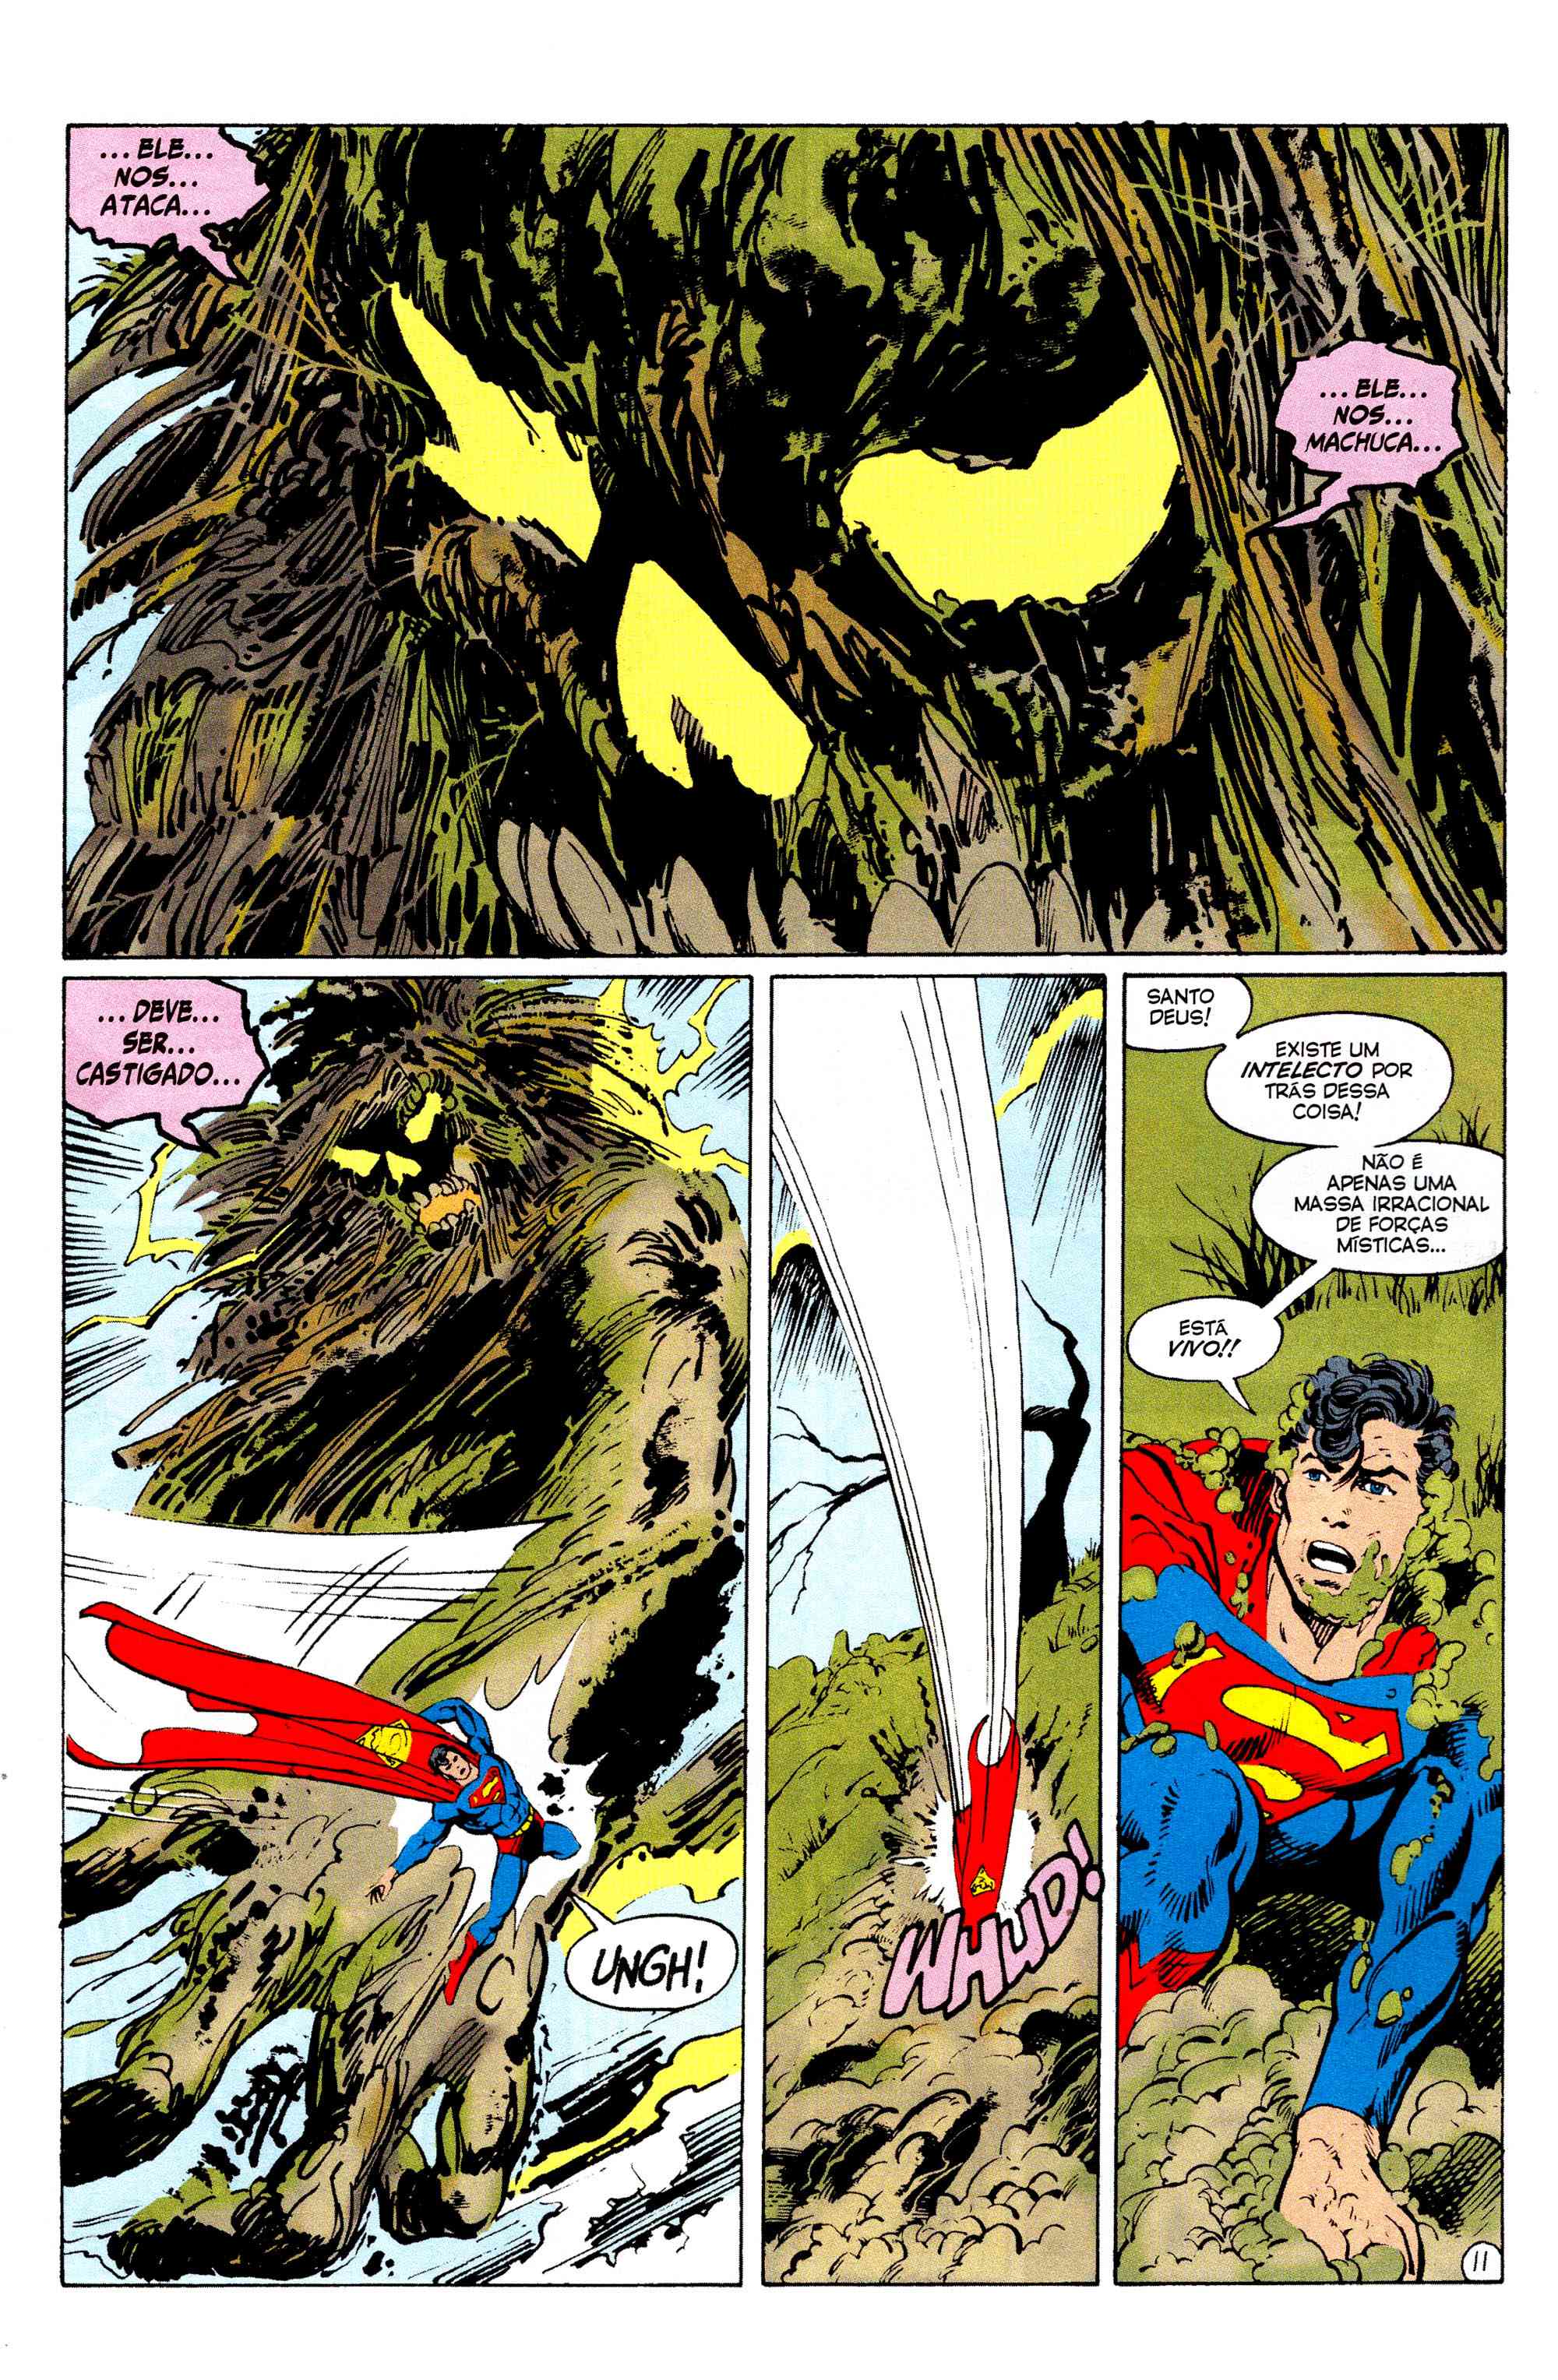 ... ELE...
NOS...
ATACA...
... ELE...
NOS...
MACHUCA...
... DEVE...
SER...
CASTIGADO...
UNGH!
WHUD!
SANTO
DEUS!
EXISTE UM
INTELECTO POR
TRÁS DESSA
COISA!
NÃO É
APENAS UMA
MASSA IRRACIONAL
DE FORÇAS
MÍSTICAS...
ESTÁ
VIVO!!
11